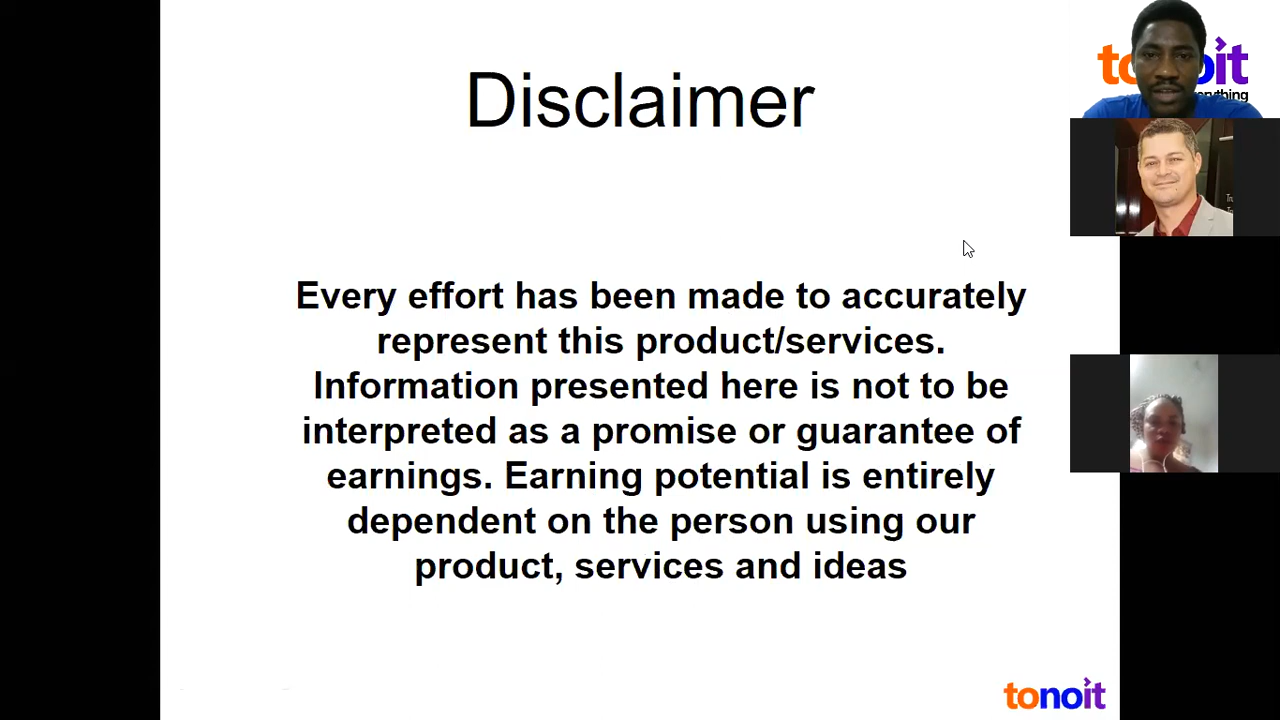 Disclaimer
Every effort has been made to accurately
represent this product/services.
Information presented here is not to be
interpreted as a promise or guarantee of
earnings. Earning potential is entirely
dependent on the person using our
product, services and ideas
tonoit